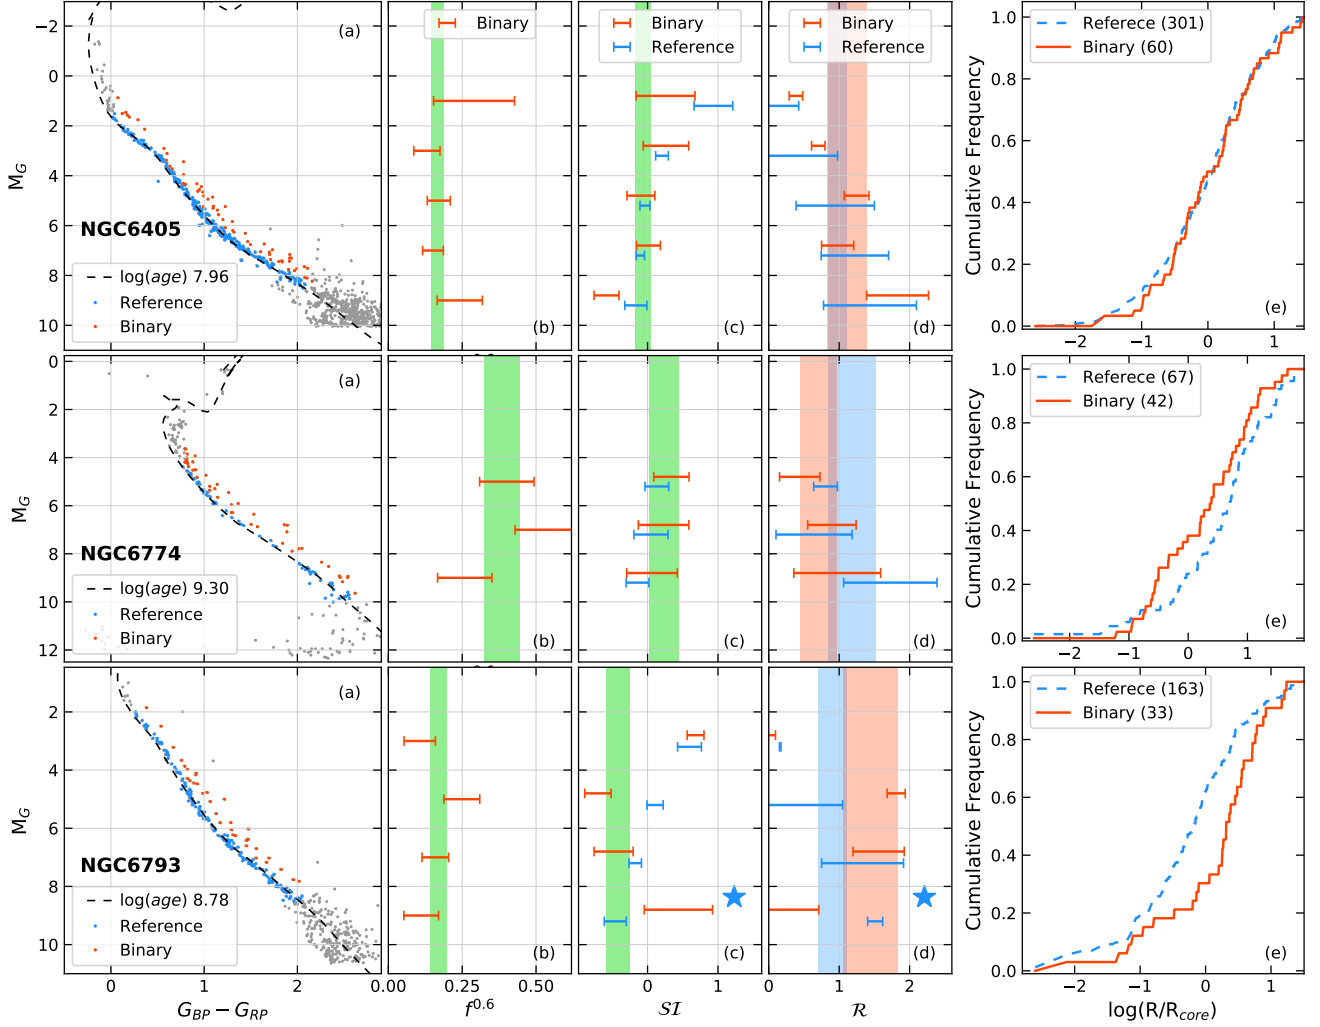 −2
0
2
4
6
8
10
M_G
(a)
NGC6405
log(age) 7.96
Reference
Binary
Binary
(b)
Binary
Reference
(c)
Binary
Reference
(d)
Cumulative Frequency
1.0
0.8
0.6
0.4
0.2
0.0
Referece (301)
Binary (60)
(e)
−2 −1 0 1
0
2
4
6
8
10
12
M_G
(a)
NGC6774
log(age) 9.30
Reference
Binary
(b)
(c)
(d)
Cumulative Frequency
1.0
0.8
0.6
0.4
0.2
0.0
Referece (67)
Binary (42)
(e)
−2 −1 0 1
2
4
6
8
10
M_G
(a)
NGC6793
log(age) 8.78
Reference
Binary
(b)
(c)
(d)
Cumulative Frequency
1.0
0.8
0.6
0.4
0.2
0.0
Referece (163)
Binary (33)
(e)
0 1 2
G_BP − G_RP
0.25 0.50
f^0.6
−1 0 1
SI
0 1 2
R
−2 −1 0 1
log(R/R_core)